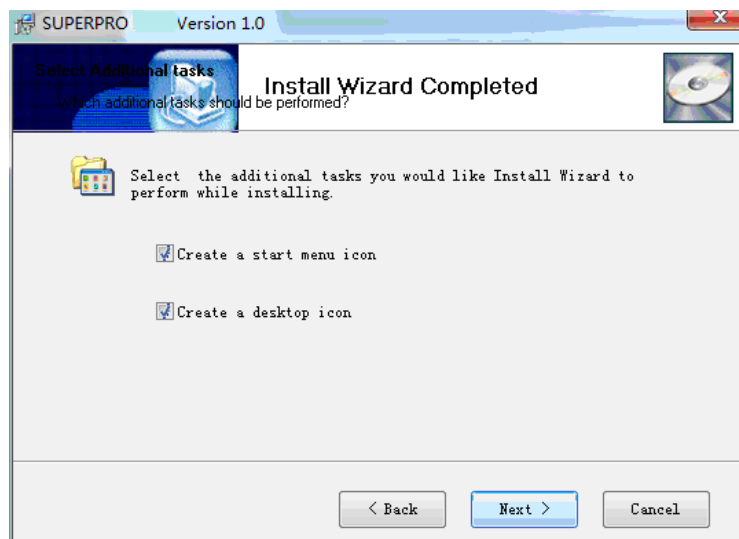 SUPERPRO Version 1.0
Select Additional tasks
Install Wizard Completed
Which additional tasks should be performed?
Select the additional tasks you would like Install Wizard to
perform while installing.
Create a start menu icon
Create a desktop icon
< Back
Next >
Cancel